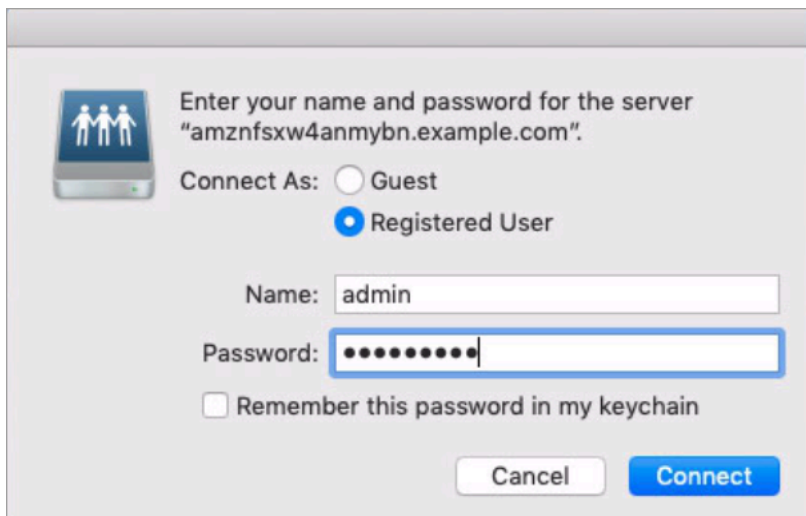 Enter your name and password for the server
“amznfsxw4anmybn.example.com”.
Connect As: Guest
Registered User
Name: admin
Password: •••••••••
Remember this password in my keychain
Cancel Connect